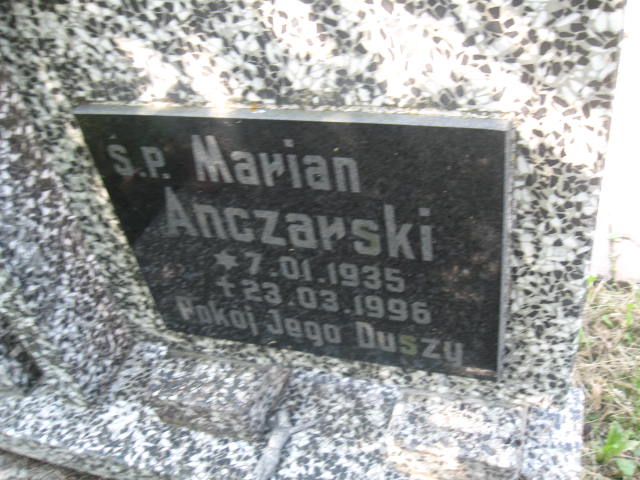 Ś.P. Marian
Anczarski
* 7.01.1935
+ 23.03.1996
Pokój Jego Duszy